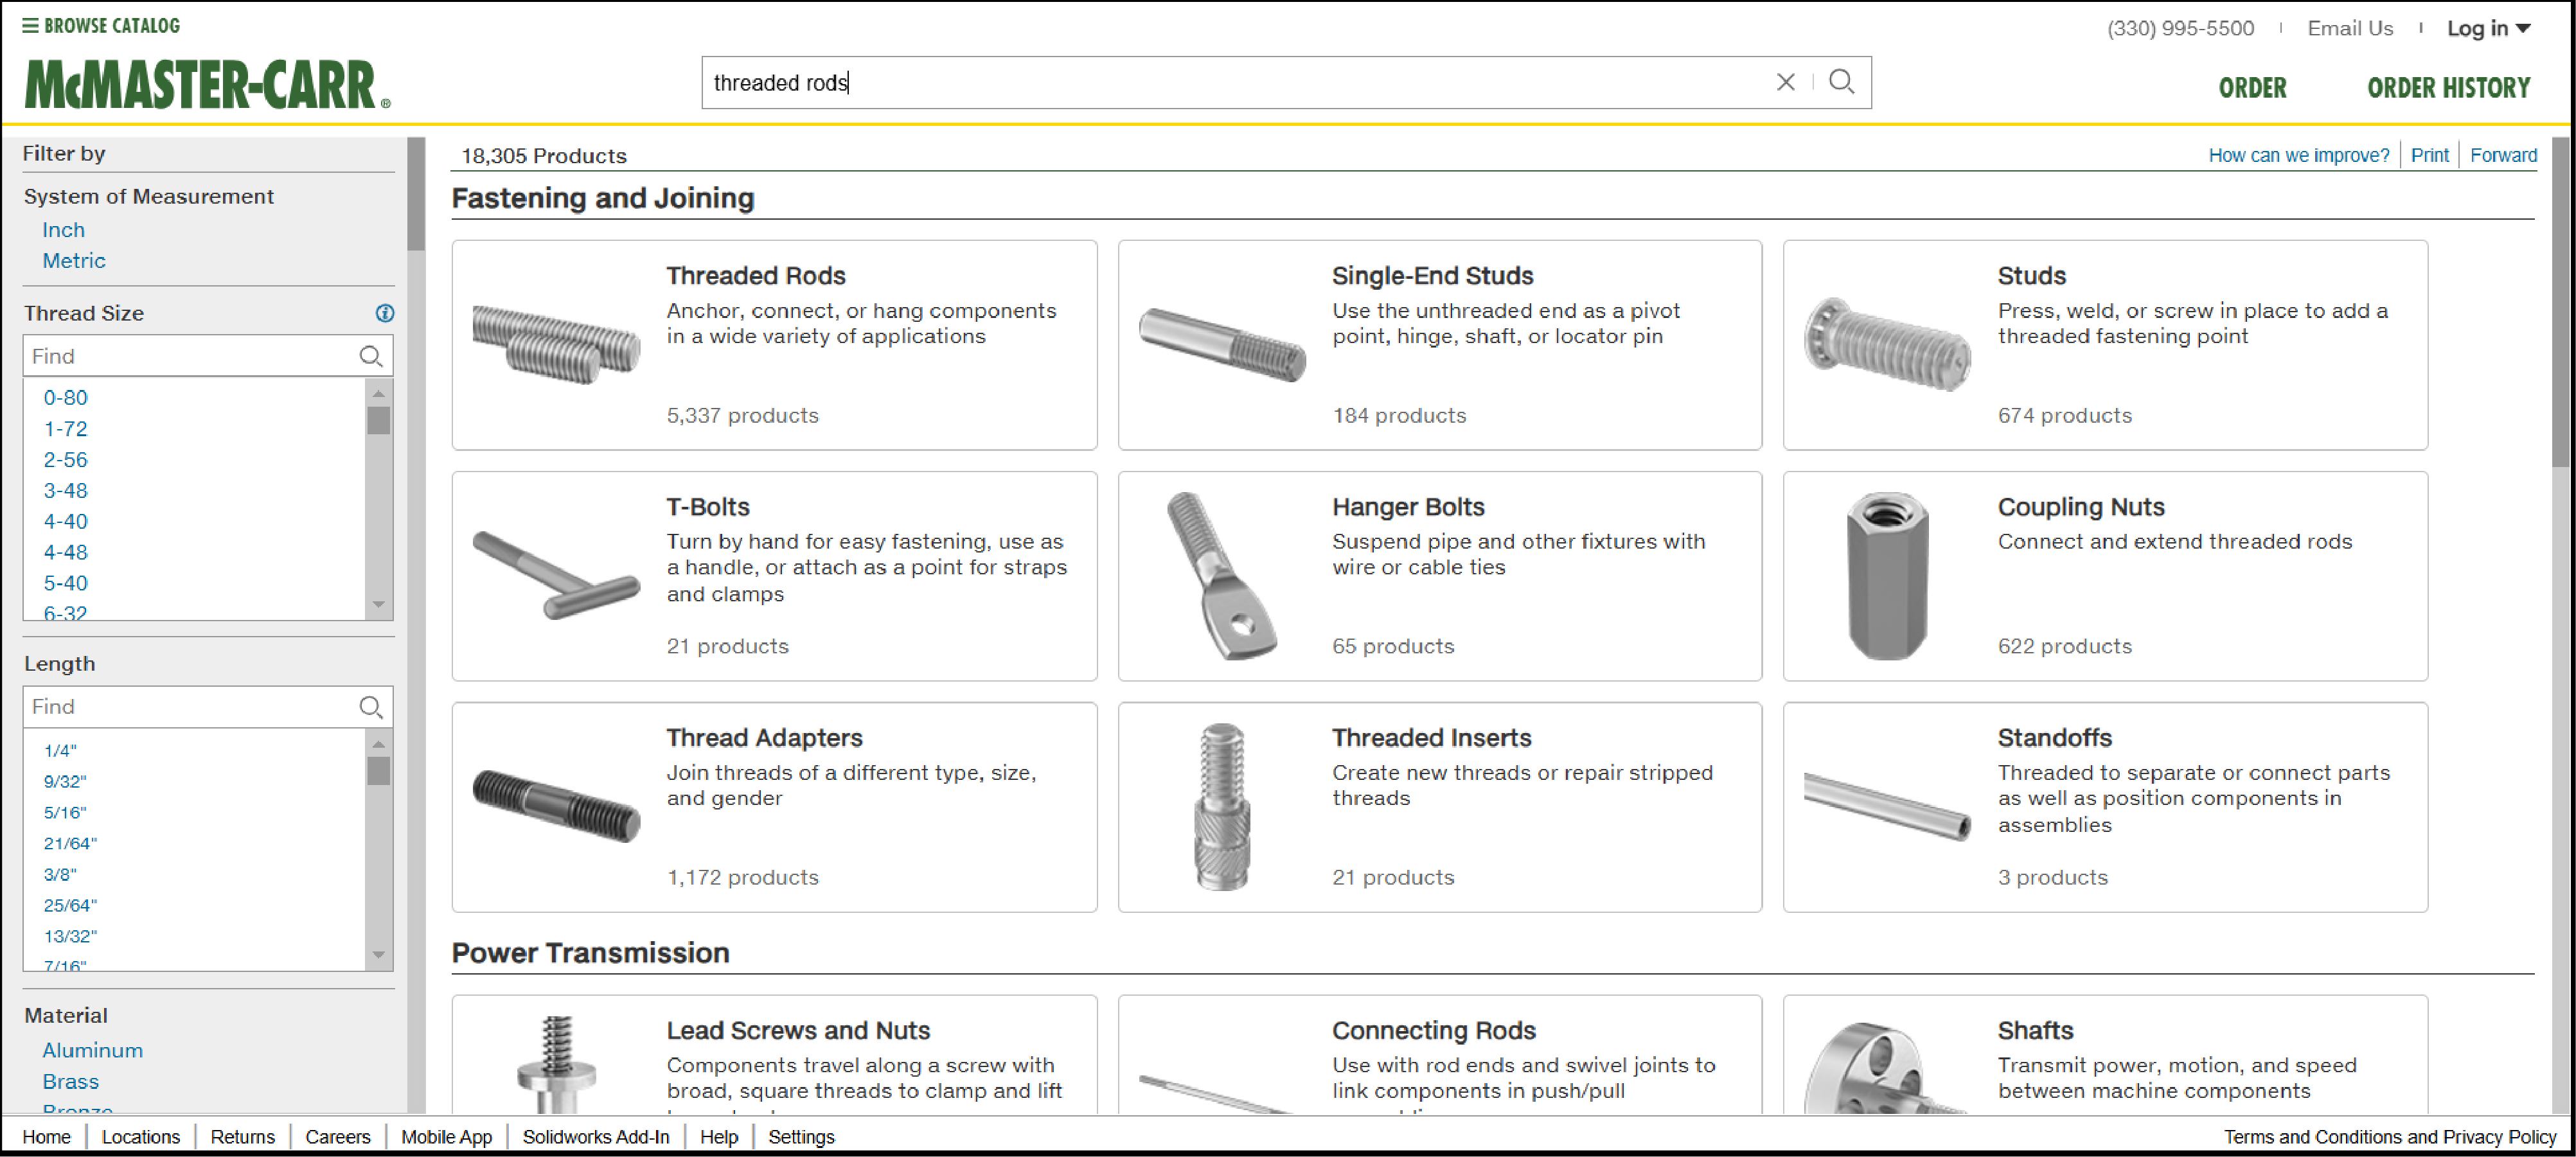 BROWSE CATALOG
(330) 995-5500
Email Us
Log in
McMASTER-CARR®
threaded rods
ORDER
ORDER HISTORY
Filter by
System of Measurement
Inch
Metric
Thread Size
Find
0-80
1-72
2-56
3-48
4-40
4-48
5-40
6-32
Length
Find
1/4"
9/32"
5/16"
21/64"
3/8"
25/64"
13/32"
7/16"
Material
Aluminum
Brass
Bronze
18,305 Products
How can we improve?
Print
Forward
Fastening and Joining
Threaded Rods
Anchor, connect, or hang components
in a wide variety of applications
5,337 products
Single-End Studs
Use the unthreaded end as a pivot
point, hinge, shaft, or locator pin
184 products
Studs
Press, weld, or screw in place to add a
threaded fastening point
674 products
T-Bolts
Turn by hand for easy fastening, use as
a handle, or attach as a point for straps
and clamps
21 products
Hanger Bolts
Suspend pipe and other fixtures with
wire or cable ties
65 products
Coupling Nuts
Connect and extend threaded rods
622 products
Thread Adapters
Join threads of a different type, size,
and gender
1,172 products
Threaded Inserts
Create new threads or repair stripped
threads
21 products
Standoffs
Threaded to separate or connect parts
as well as position components in
assemblies
3 products
Power Transmission
Lead Screws and Nuts
Components travel along a screw with
broad, square threads to clamp and lift
Connecting Rods
Use with rod ends and swivel joints to
link components in push/pull
Shafts
Transmit power, motion, and speed
between machine components
Home
Locations
Returns
Careers
Mobile App
Solidworks Add-In
Help
Settings
Terms and Conditions and Privacy Policy